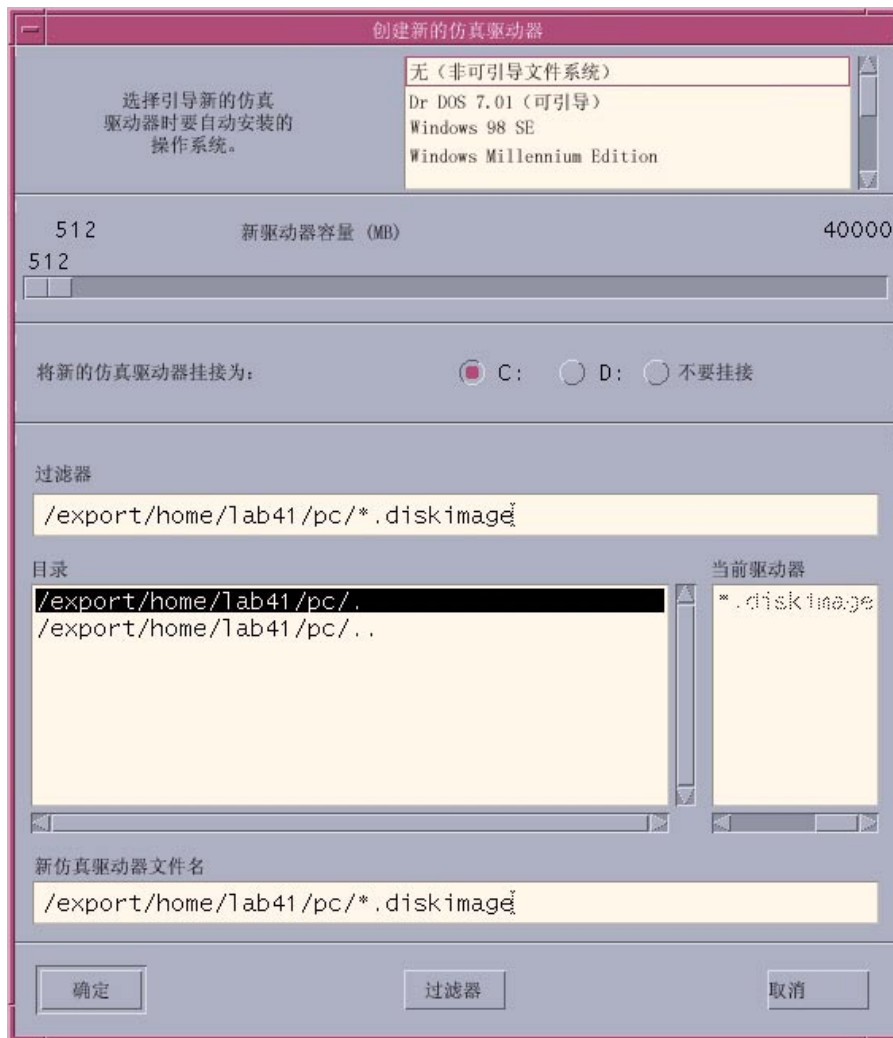 创建新的仿真驱动器
选择引导新的仿真
驱动器时要自动安装的
操作系统。
无（非可引导文件系统）
Dr DOS 7.01（可引导）
Windows 98 SE
Windows Millennium Edition
512 新驱动器容量 (MB) 40000
512
将新的仿真驱动器挂接为: C: D: 不要挂接
过滤器
/export/home/lab41/pc/*.diskimage
目录
/export/home/lab41/pc/.
/export/home/lab41/pc/..
当前驱动器
*.diskimage
新仿真驱动器文件名
/export/home/lab41/pc/*.diskimage
确定 过滤器 取消